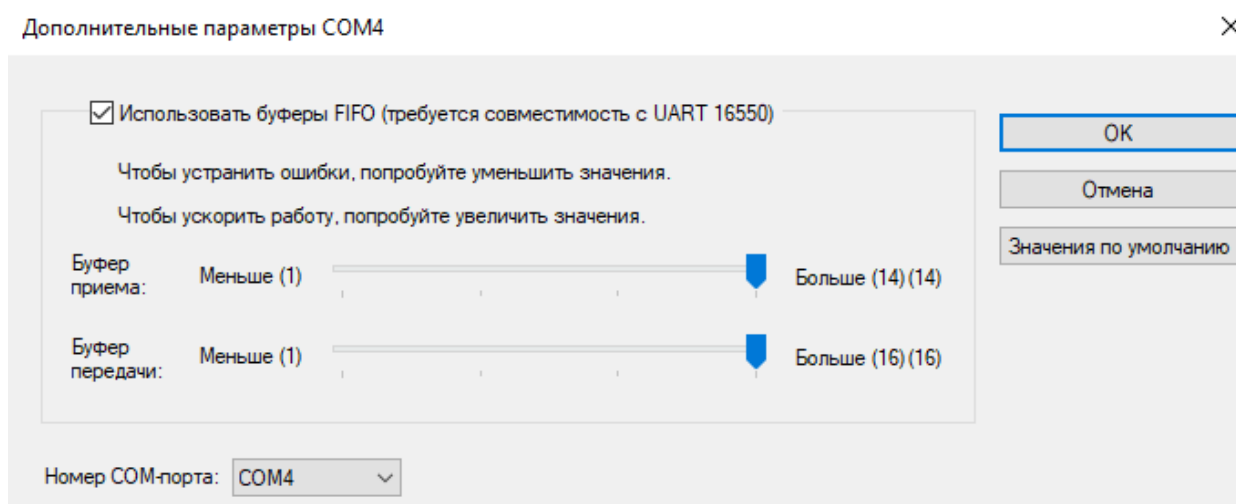 Дополнительные параметры COM4
Использовать буферы FIFO (требуется совместимость с UART 16550)
Чтобы устранить ошибки, попробуйте уменьшить значения.
Чтобы ускорить работу, попробуйте увеличить значения.
Буфер
приема:
Меньше (1)
Больше (14) (14)
Буфер
передачи:
Меньше (1)
Больше (16) (16)
OK
Отмена
Значения по умолчанию
Номер COM-порта:
COM4